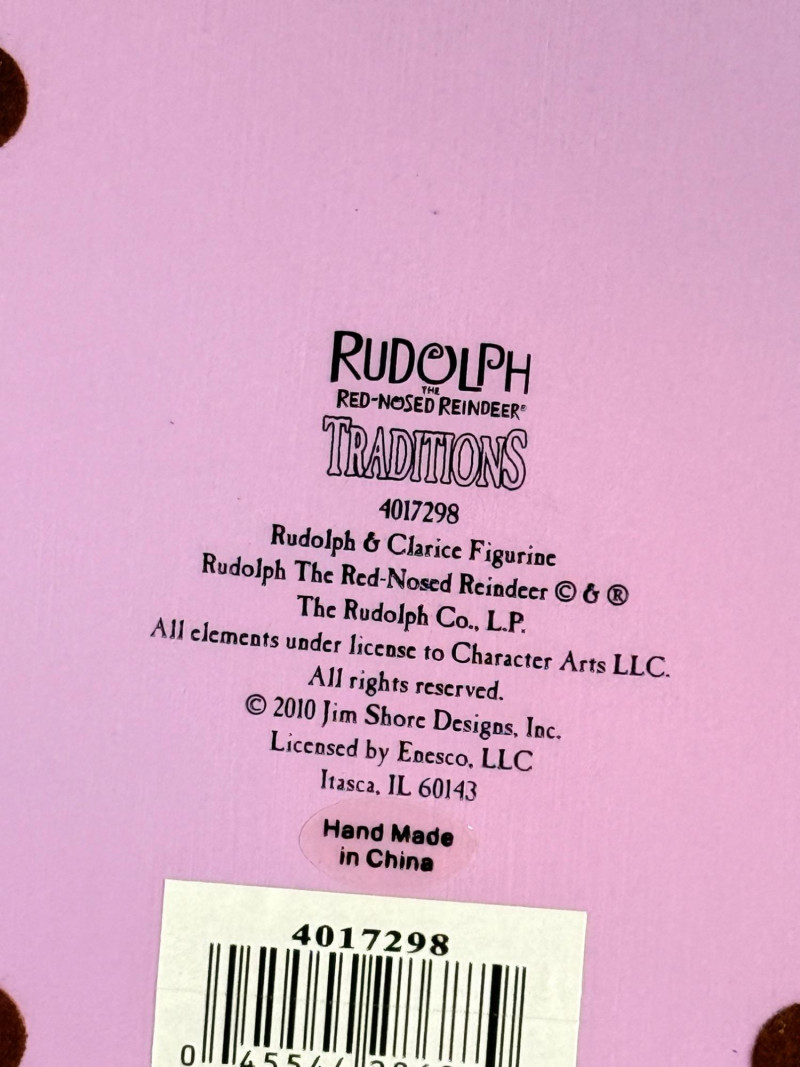 RUDOLPH
THE
RED-NOSED REINDEER®
TRADITIONS
4017298
Rudolph & Clarice Figurine
Rudolph The Red-Nosed Reindeer © & ®
The Rudolph Co., L.P.
All elements under license to Character Arts LLC.
All rights reserved.
© 2010 Jim Shore Designs, Inc.
Licensed by Enesco, LLC
Itasca, IL 60143
Hand Made
in China
4017298